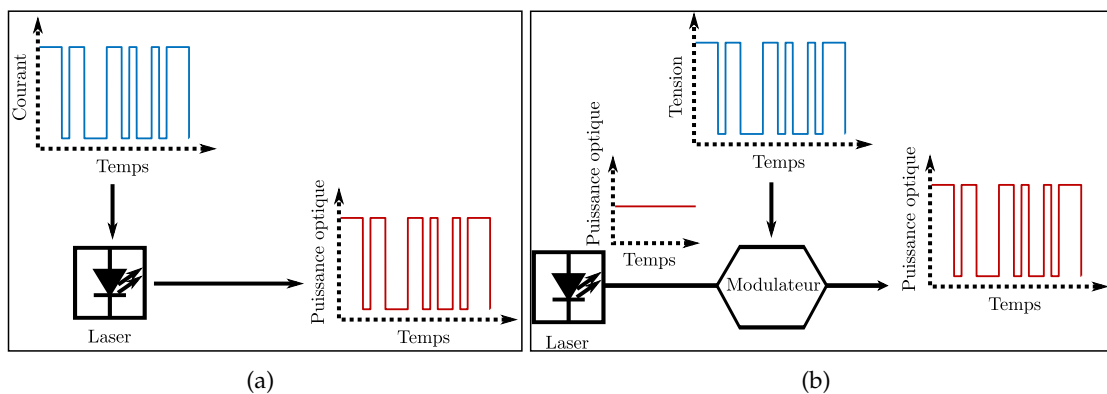 Courant
Temps
Laser
Puissance optique
Temps
(a)
Tension
Temps
Puissance optique
Temps
Laser
Modulateur
Puissance optique
Temps
(b)